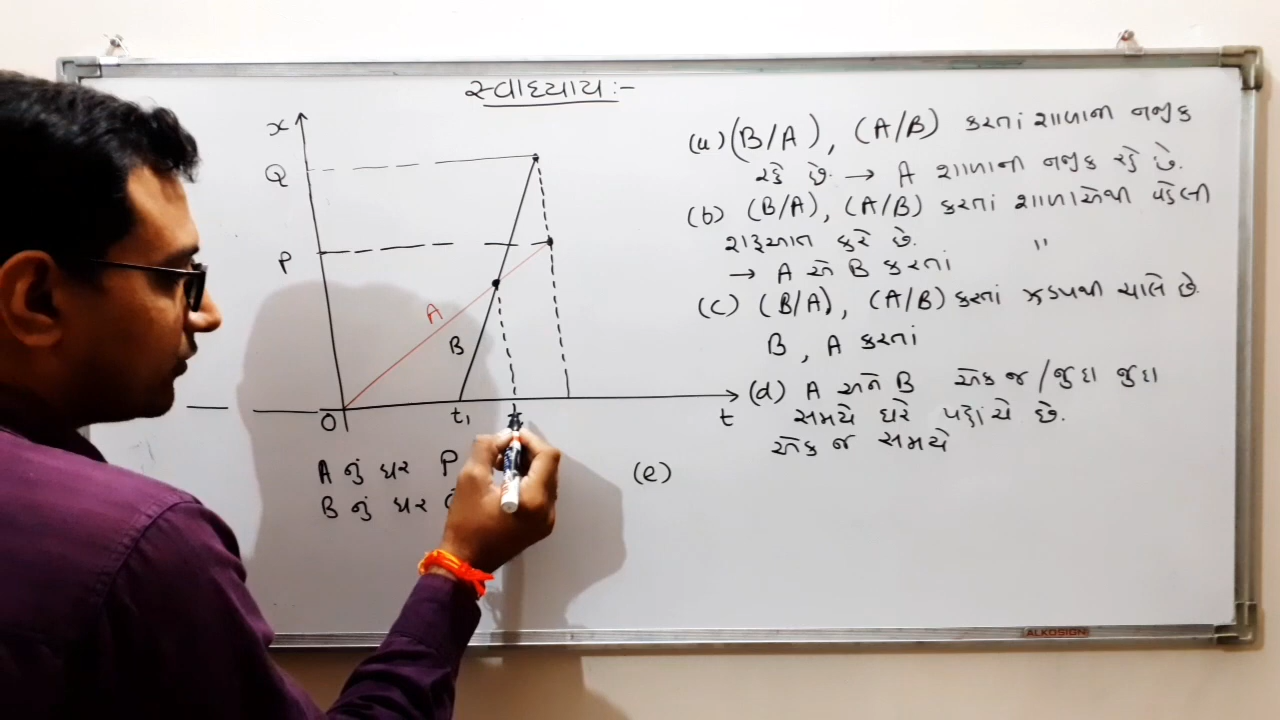 સ્વાધ્યાય :-
x
Q
P
A
B
O
t₁
t
A નું ઘર P
B નું ઘર
(a) (B/A), (A/B) કરતાં શાળાની નજીક
રહે છે. → A શાળાની નજીક રહે છે.
(b) (B/A), (A/B) કરતાં શાળાએથી પહેલી
શરૂઆત કરે છે.
→ A એ B કરતાં "
(c) (B/A), (A/B) કરતાં ઝડપથી ચાલે છે.
B, A કરતાં
(d) A અને B એક જ / જુદા જુદા
સમયે ઘરે પહોંચે છે.
એક જ સમયે
(e)
ALKOSIGN